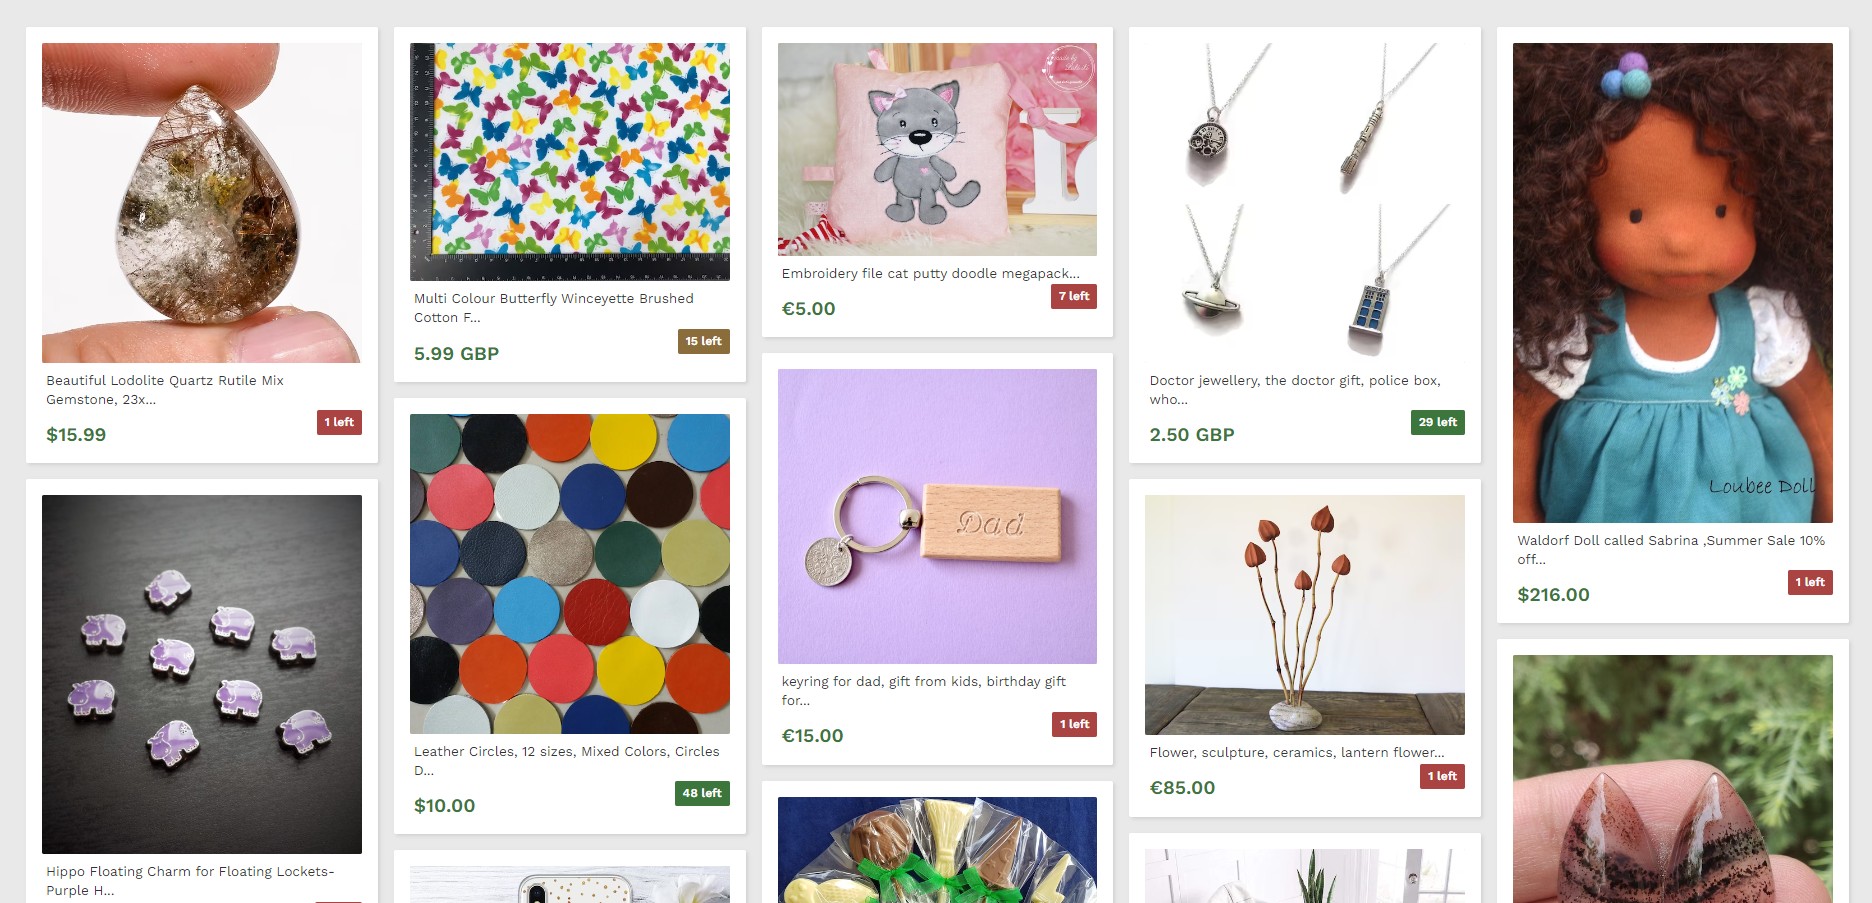 Beautiful Lodolite Quartz Rutile Mix
Gemstone, 23x...
$15.99
1 left
Hippo Floating Charm for Floating Lockets-
Purple H...
Multi Colour Butterfly Winceyette Brushed
Cotton F...
5.99 GBP
15 left
Leather Circles, 12 sizes, Mixed Colors, Circles
D...
$10.00
48 left
Embroidery file cat putty doodle megapack...
€5.00
7 left
Dad
keyring for dad, gift from kids, birthday gift
for...
€15.00
1 left
Doctor jewellery, the doctor gift, police box,
who...
2.50 GBP
29 left
Flower, sculpture, ceramics, lantern flower...
€85.00
1 left
Loubee Doll
Waldorf Doll called Sabrina ,Summer Sale 10%
off...
$216.00
1 left